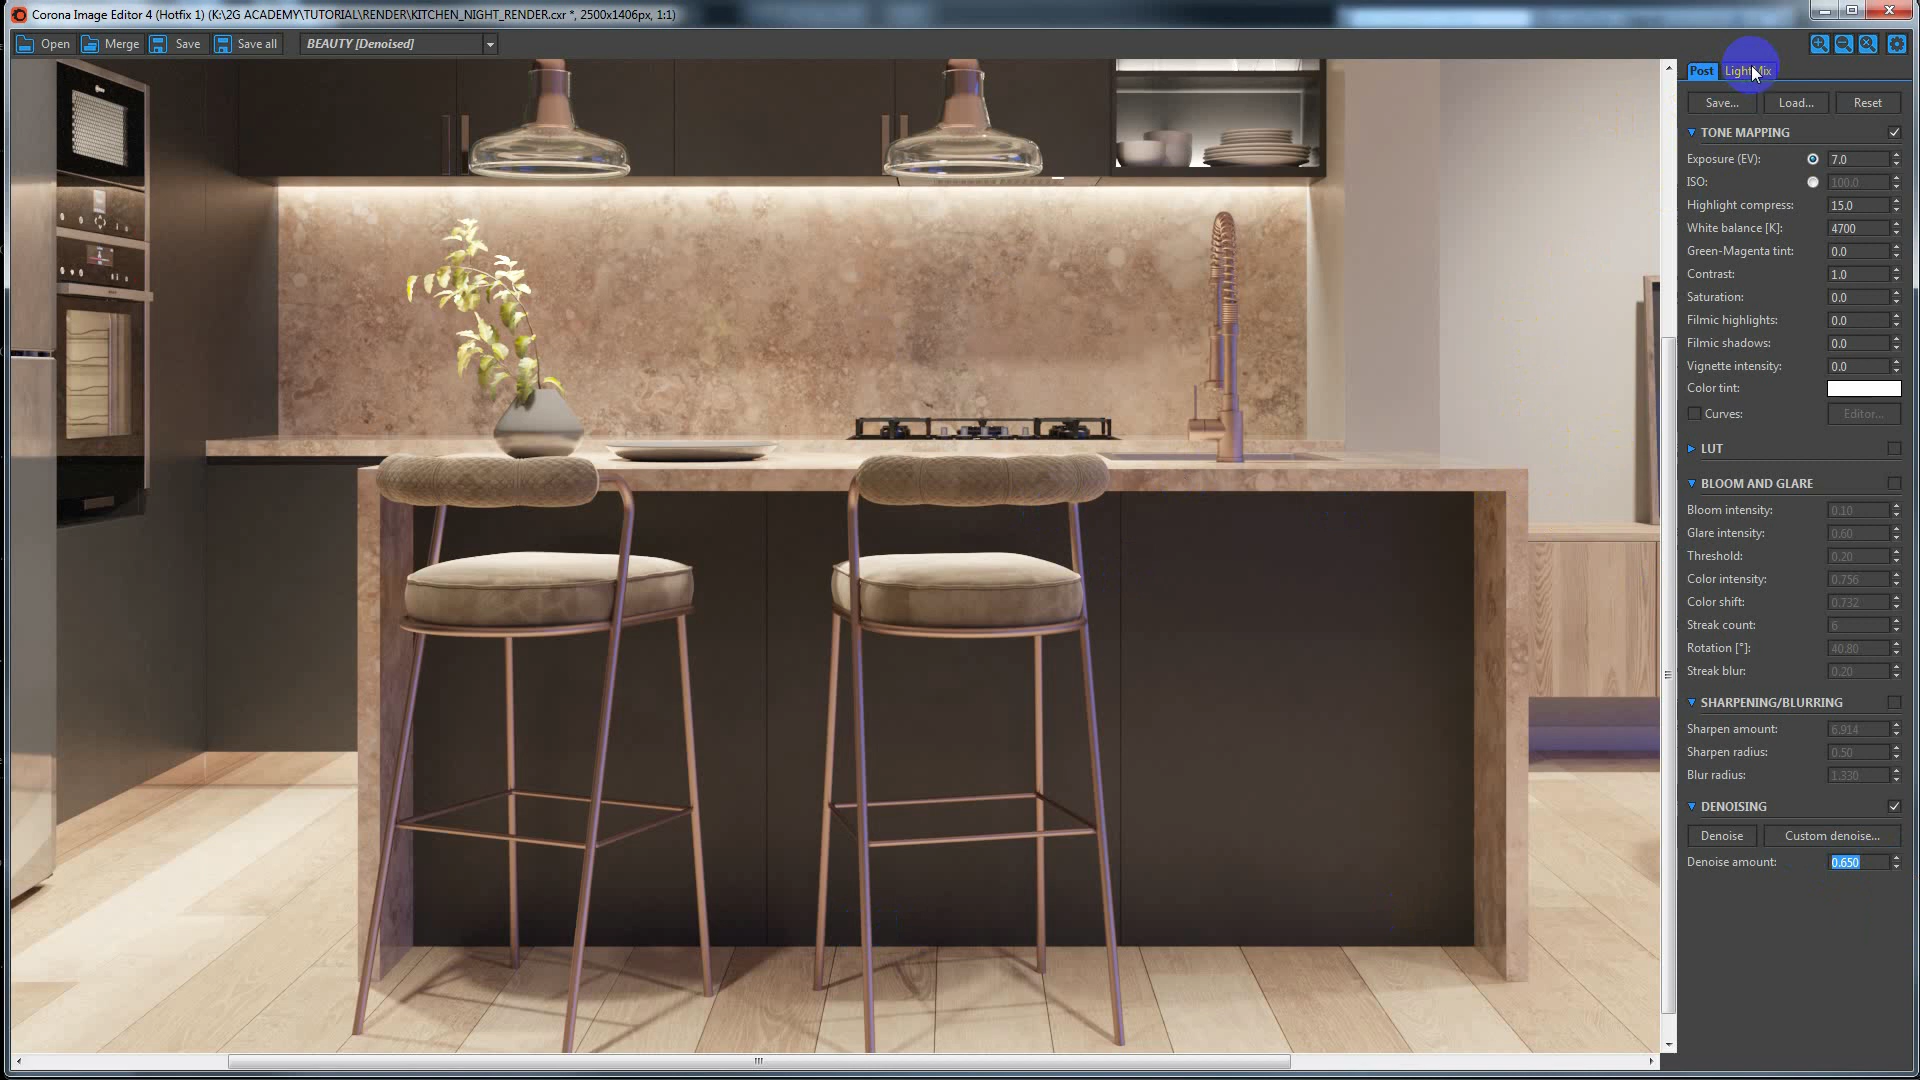 Corona Image Editor 4 (Hotfix 1) (K:\2G ACADEMY\TUTORIAL\RENDER\KITCHEN_NIGHT_RENDER.cxr *, 2500x1406px, 1:1)
Open Merge Save Save all BEAUTY [Denoised]
Post LightMix
Save... Load... Reset
TONE MAPPING
Exposure (EV): 7.0
ISO: 100.0
Highlight compress: 15.0
White balance [K]: 4700
Green-Magenta tint: 0.0
Contrast: 1.0
Saturation: 0.0
Filmic highlights: 0.0
Filmic shadows: 0.0
Vignette intensity: 0.0
Color tint:
Curves: Editor...
LUT
BLOOM AND GLARE
Bloom intensity: 0.10
Glare intensity: 0.60
Threshold: 0.20
Color intensity: 0.756
Color shift: 0.732
Streak count: 6
Rotation [°]: 40.80
Streak blur: 0.20
SHARPENING/BLURRING
Sharpen amount: 6.914
Sharpen radius: 0.50
Blur radius: 1.330
DENOISING
Denoise Custom denoise...
Denoise amount: 0.650